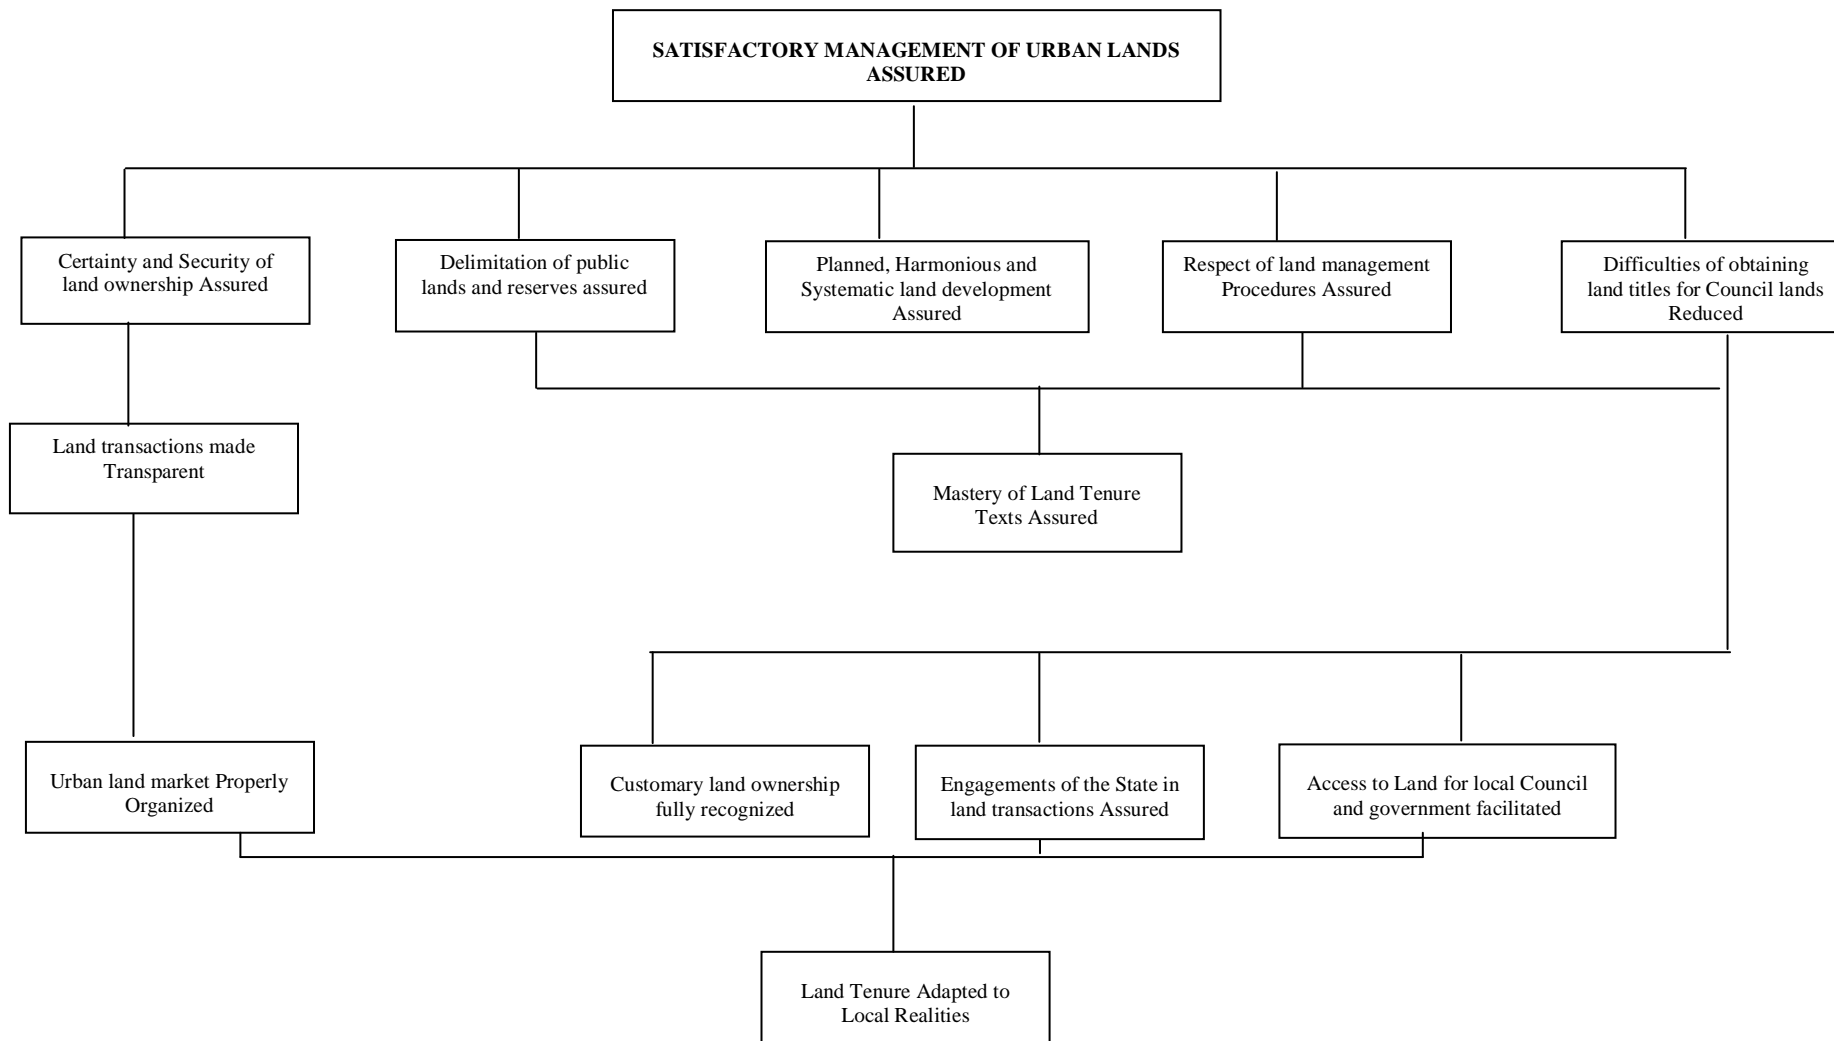 SATISFACTORY MANAGEMENT OF URBAN LANDS
ASSURED
Certainty and Security of
land ownership Assured
Delimitation of public
lands and reserves assured
Planned, Harmonious and
Systematic land development
Assured
Respect of land management
Procedures Assured
Difficulties of obtaining
land titles for Council lands
Reduced
Land transactions made
Transparent
Mastery of Land Tenure
Texts Assured
Urban land market Properly
Organized
Customary land ownership
fully recognized
Engagements of the State in
land transactions Assured
Access to Land for local Council
and government facilitated
Land Tenure Adapted to
Local Realities